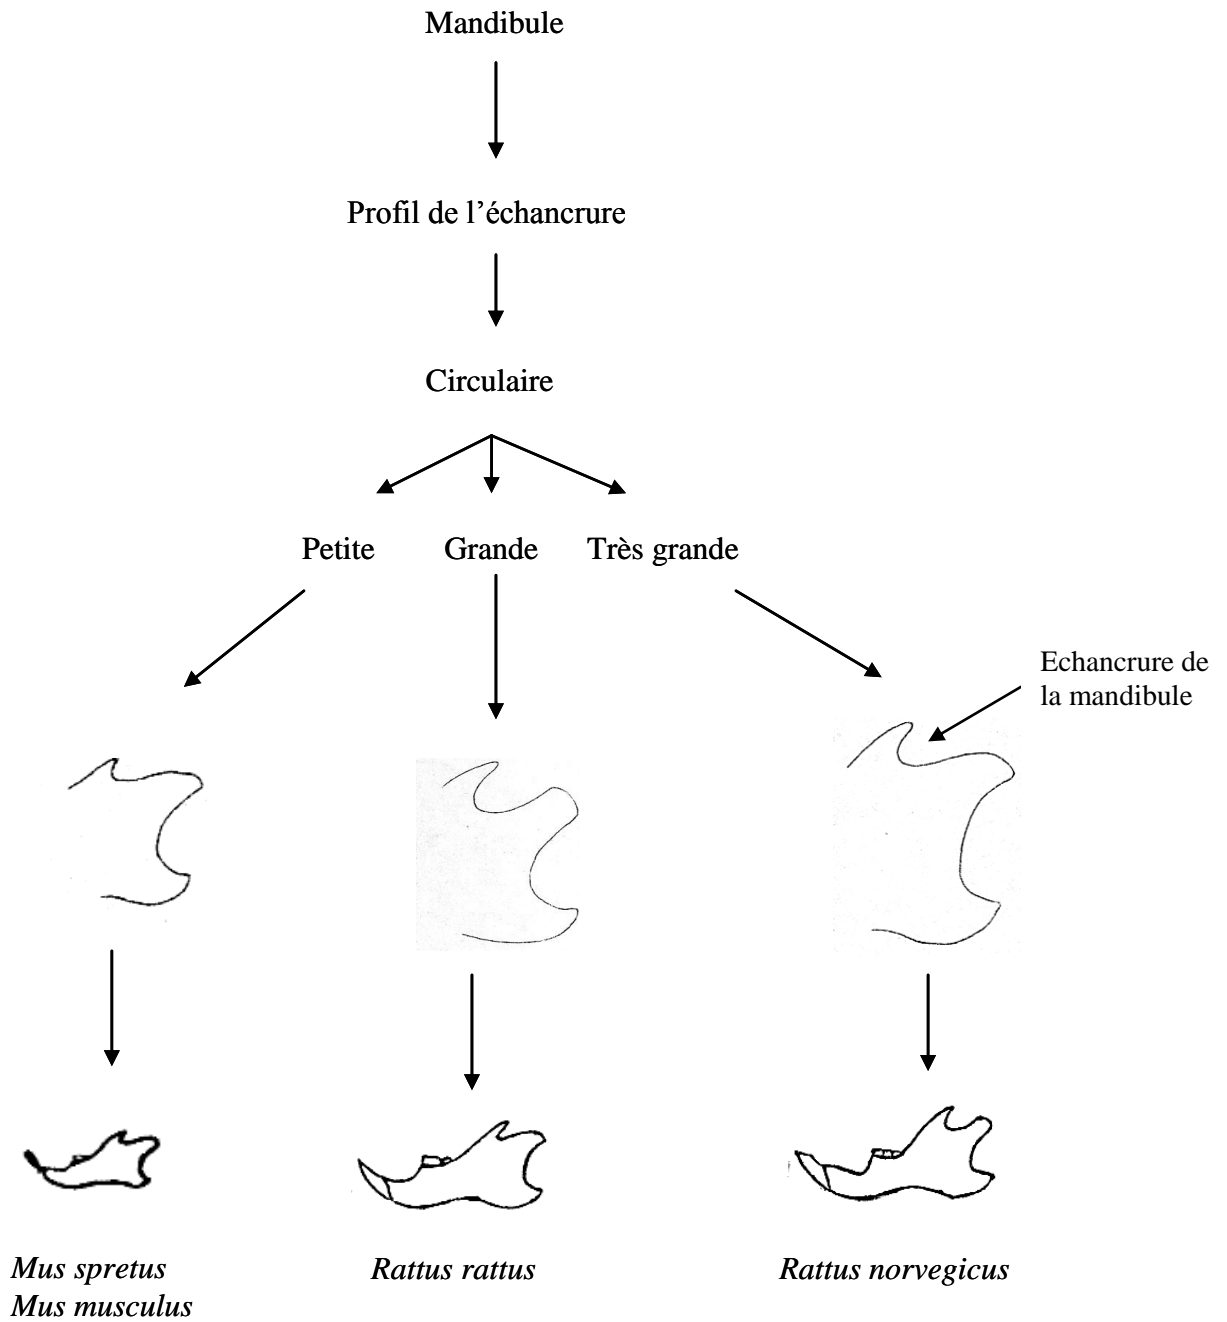 Mandibule
Profil de l’échancrure
Circulaire
Petite
Grande
Très grande
Echancrure de
la mandibule
Mus spretus
Mus musculus
Rattus rattus
Rattus norvegicus